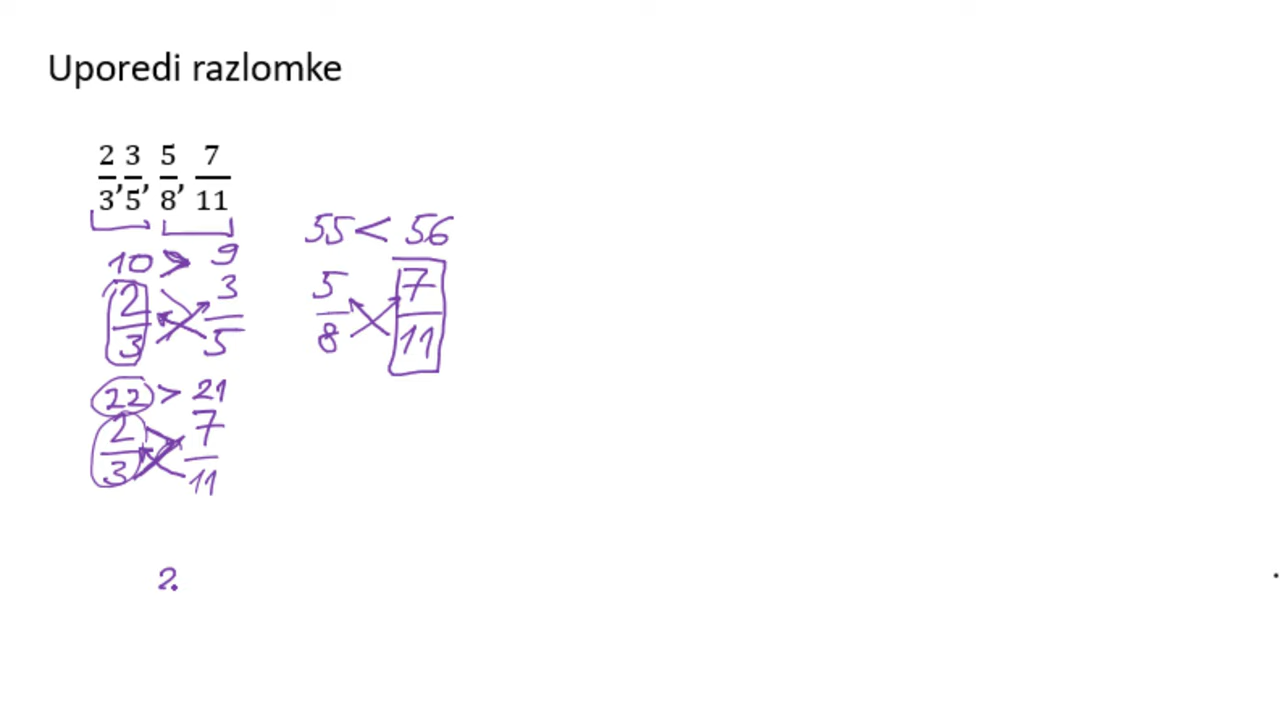 Uporedi razlomke
2/3, 3/5, 5/8, 7/11
10 > 9
2/3 3/5
55 < 56
5/8 7/11
22 > 21
2/3 7/11
2.